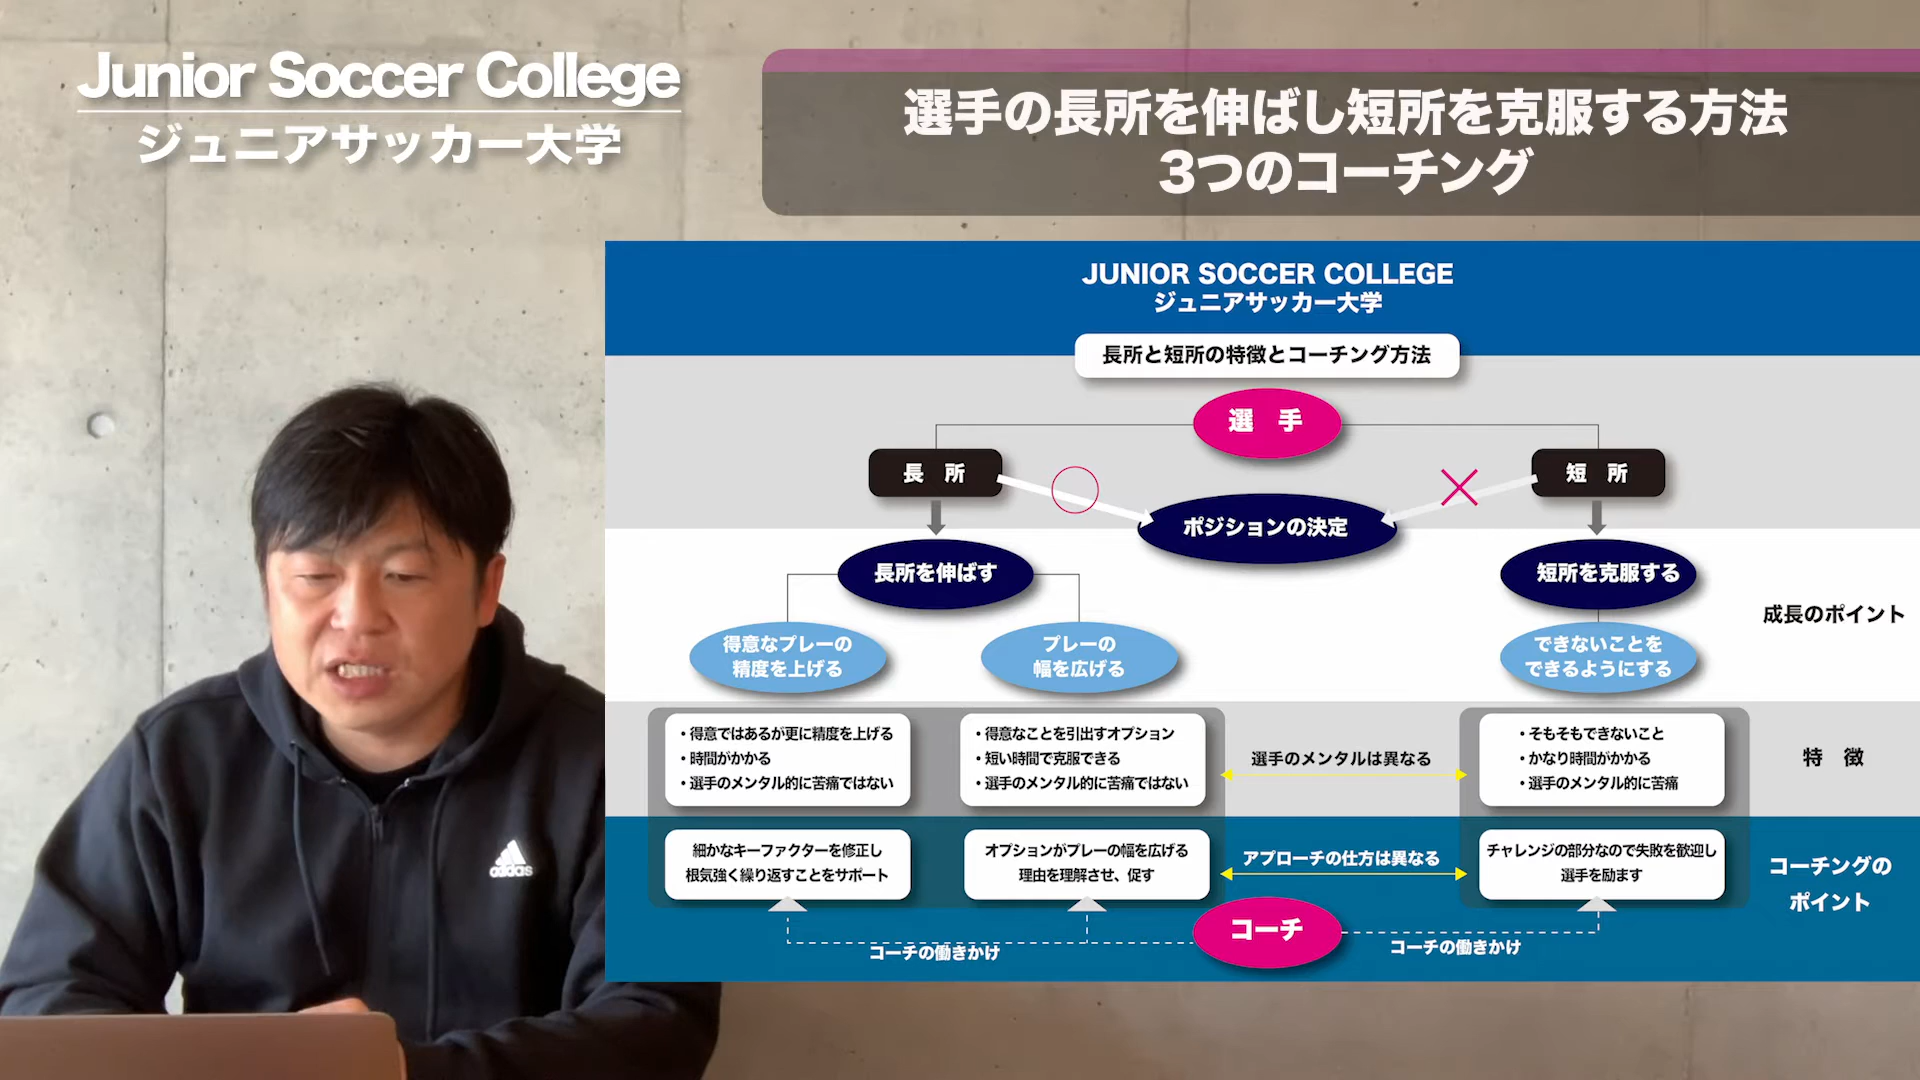 Junior Soccer College
ジュニアサッカー大学
選手の長所を伸ばし短所を克服する方法
3つのコーチング
JUNIOR SOCCER COLLEGE
ジュニアサッカー大学
長所と短所の特徴とコーチング方法
選 手
長 所
短 所
ポジションの決定
長所を伸ばす
短所を克服する
成長のポイント
得意なプレーの
精度を上げる
プレーの
幅を広げる
できないことを
できるようにする
・得意ではあるが更に精度を上げる
・時間がかかる
・選手のメンタル的に苦痛ではない
・得意なことを引出すオプション
・短い時間で克服できる
・選手のメンタル的に苦痛ではない
選手のメンタルは異なる
・そもそもできないこと
・かなり時間がかかる
・選手のメンタル的に苦痛
特 徴
細かなキーファクターを修正し
根気強く繰り返すことをサポート
オプションがプレーの幅を広げる
理由を理解させ、促す
アプローチの仕方は異なる
チャレンジの部分なので失敗を歓迎し
選手を励ます
コーチングの
ポイント
コーチ
コーチの働きかけ
コーチの働きかけ
adidas